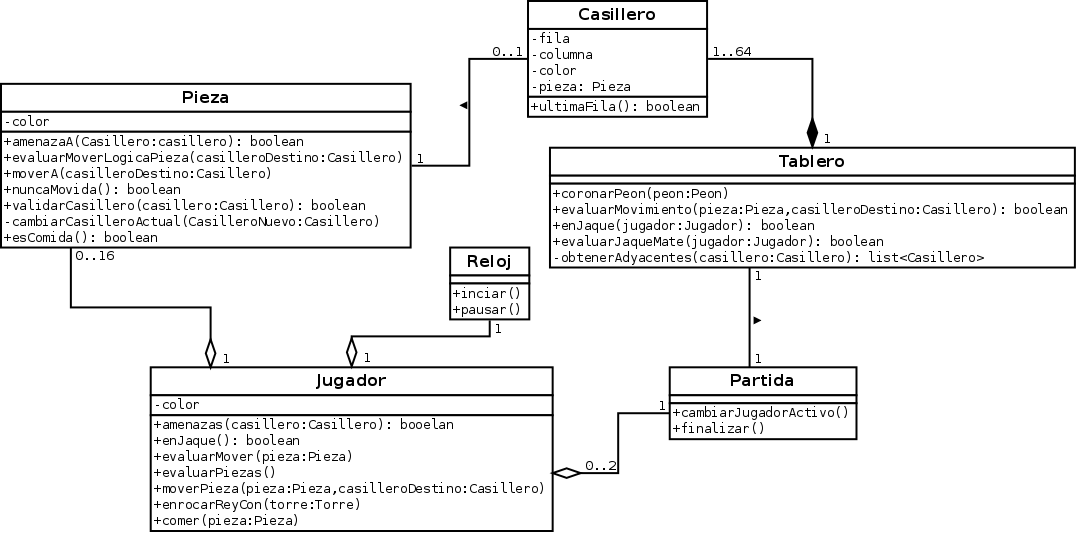 Casillero
-fila
-columna
-color
-pieza: Pieza
+ultimaFila(): boolean
0..1
1..64
Pieza
-color
+amenazaA(Casillero:casillero): boolean
+evaluarMoverLogicaPieza(casilleroDestino:Casillero)
+moverA(casilleroDestino:Casillero)
+nuncaMovida(): boolean
+validarCasillero(casillero:Casillero): boolean
-cambiarCasillerActual(CasilleroNuevo:Casillero)
+esComida(): boolean
1
1
Tablero
+coronarPeon(peon:Peon)
+evaluarMovimiento(pieza:Pieza,casilleroDestino:Casillero): boolean
+enJaque(jugador:Jugador): boolean
+evaluarJaqueMate(jugador:Jugador): boolean
-obtenerAdyacentes(casillero:Casillero): list<Casillero>
0..16
Reloj
+inciar()
+pausar()
1
1
1
1
1
Jugador
-color
+amenazas(casillero:Casillero): booelan
+enJaque(): boolean
+evaluarMover(pieza:Pieza)
+evaluarPiezas()
+moverPieza(pieza:Pieza,casilleroDestino:Casillero)
+enrocarReyCon(torre:Torre)
+comer(pieza:Pieza)
0..2
1
Partida
+cambiarJugadorActivo()
+finalizar()